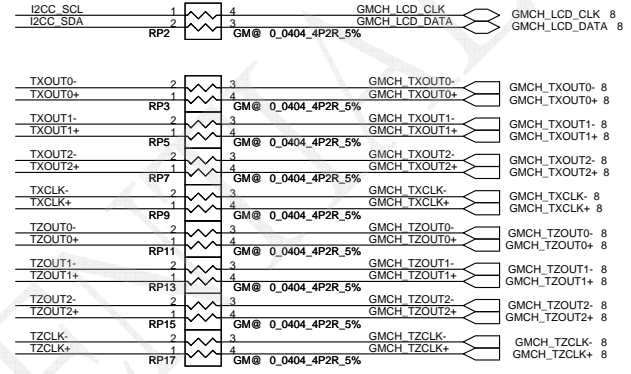 I2CC_SCL 1 4 GMCH_LCD_CLK GMCH_LCD_CLK 8
I2CC_SDA 2 3 GMCH_LCD_DATA GMCH_LCD_DATA 8
RP2 GM@ 0_0404_4P2R_5%
TXOUT0- 2 3 GMCH_TXOUT0- GMCH_TXOUT0- 8
TXOUT0+ 1 4 GMCH_TXOUT0+ GMCH_TXOUT0+ 8
RP3 GM@ 0_0404_4P2R_5%
TXOUT1- 2 3 GMCH_TXOUT1- GMCH_TXOUT1- 8
TXOUT1+ 1 4 GMCH_TXOUT1+ GMCH_TXOUT1+ 8
RP5 GM@ 0_0404_4P2R_5%
TXOUT2- 2 3 GMCH_TXOUT2- GMCH_TXOUT2- 8
TXOUT2+ 1 4 GMCH_TXOUT2+ GMCH_TXOUT2+ 8
RP7 GM@ 0_0404_4P2R_5%
TXCLK- 2 3 GMCH_TXCLK- GMCH_TXCLK- 8
TXCLK+ 1 4 GMCH_TXCLK+ GMCH_TXCLK+ 8
RP9 GM@ 0_0404_4P2R_5%
TZOUT0- 2 3 GMCH_TZOUT0- GMCH_TZOUT0- 8
TZOUT0+ 1 4 GMCH_TZOUT0+ GMCH_TZOUT0+ 8
RP11 GM@ 0_0404_4P2R_5%
TZOUT1- 2 3 GMCH_TZOUT1- GMCH_TZOUT1- 8
TZOUT1+ 1 4 GMCH_TZOUT1+ GMCH_TZOUT1+ 8
RP13 GM@ 0_0404_4P2R_5%
TZOUT2- 2 3 GMCH_TZOUT2- GMCH_TZOUT2- 8
TZOUT2+ 1 4 GMCH_TZOUT2+ GMCH_TZOUT2+ 8
RP15 GM@ 0_0404_4P2R_5%
TZCLK- 2 3 GMCH_TZCLK- GMCH_TZCLK- 8
TZCLK+ 1 4 GMCH_TZCLK+ GMCH_TZCLK+ 8
RP17 GM@ 0_0404_4P2R_5%